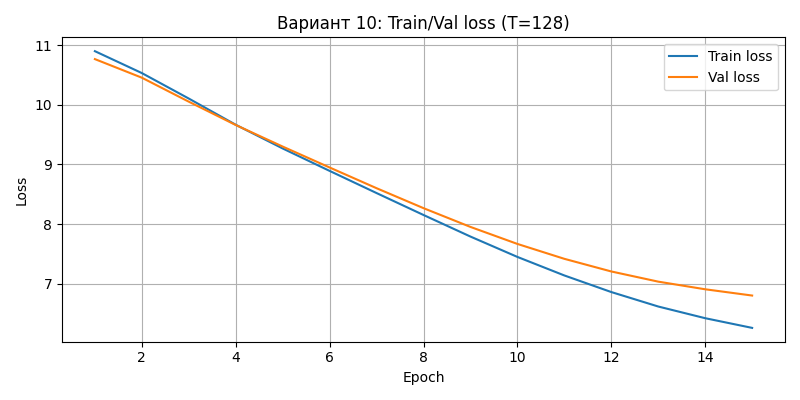 Вариант 10: Train/Val loss (T=128)
Train loss
Val loss
11
10
9
8
7
Loss
2 4 6 8 10 12 14
Epoch